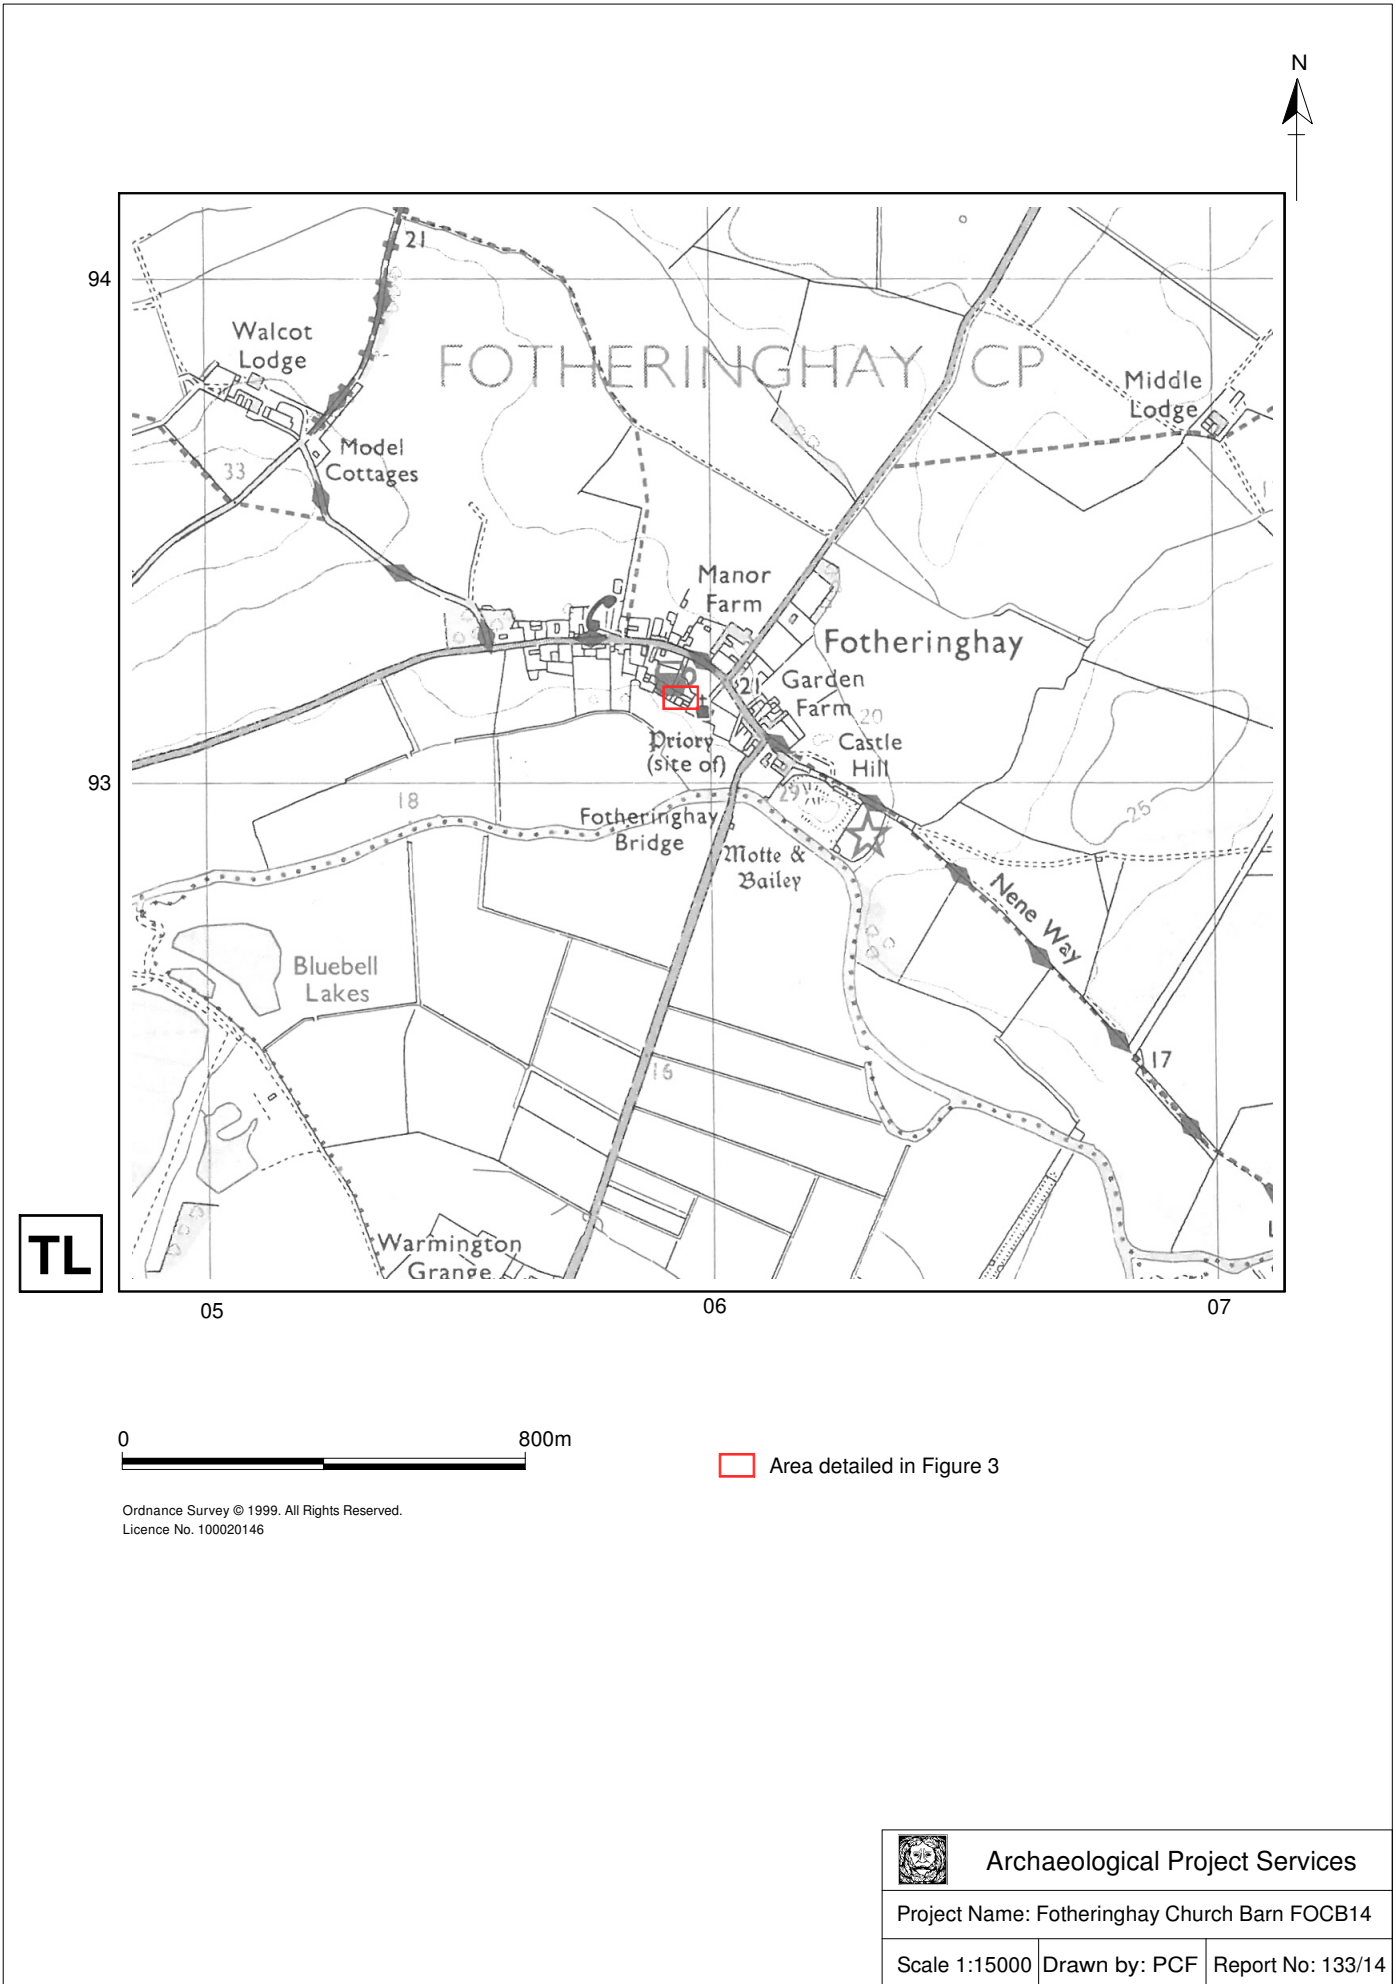 N
94
21
Walcot
Lodge
FOTHERINGHAY CP
Middle
Lodge
Model
Cottages
33
Manor
Farm
Fotheringhay
21
Garden
Farm
20
Priory
(site of)
Castle
Hill
93
18
29
25
Fotheringhay
Bridge
Motte &
Bailey
Nene Way
Bluebell
Lakes
16
17
Warmington
Grange
TL
05
06
07
0
800m
Area detailed in Figure 3
Ordnance Survey © 1999. All Rights Reserved.
Licence No. 100020146
Archaeological Project Services
Project Name: Fotheringhay Church Barn FOCB14
Scale 1:15000
Drawn by: PCF
Report No: 133/14